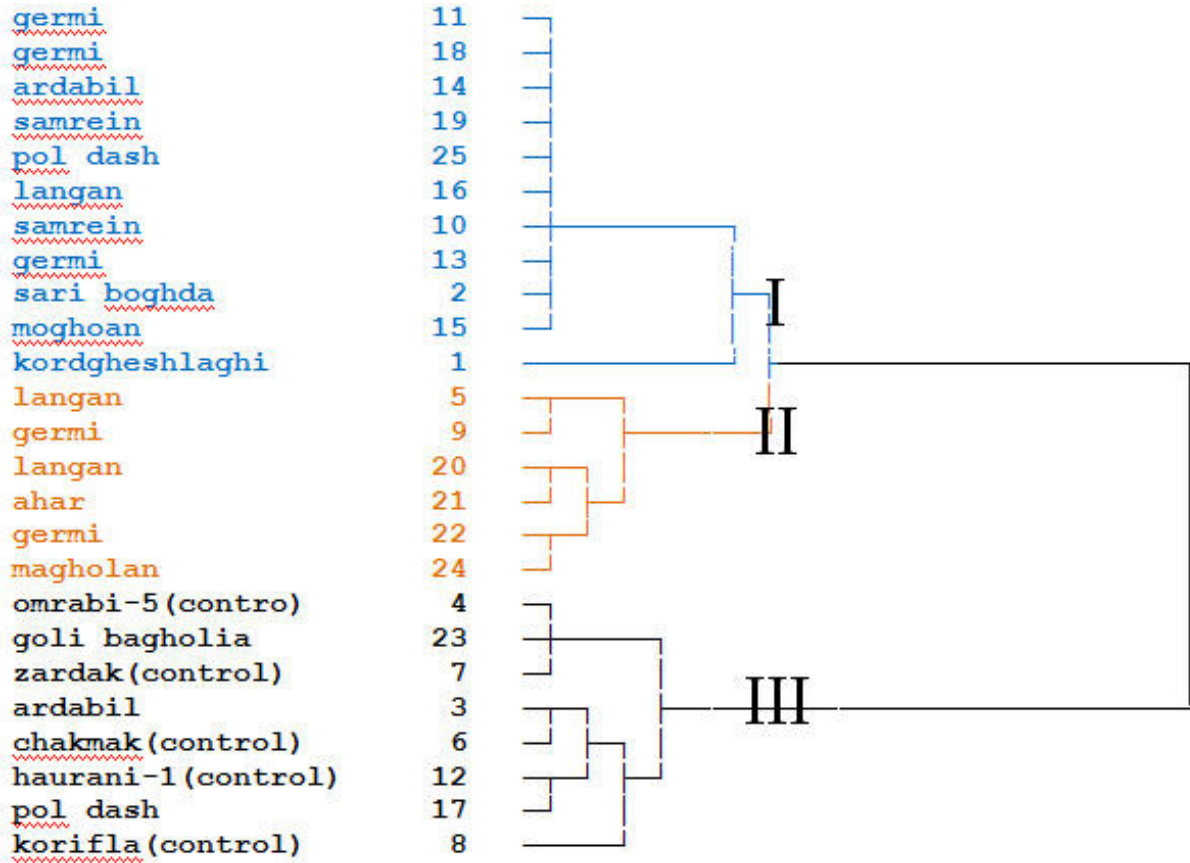 germi 11
germi 18
ardabil 14
samrein 19
pol dash 25
langan 16
samrein 10
germi 13
sari boghda 2
I
moghoan 15
kordgheshlaghi 1
langan 5
germi 9
II
langan 20
ahar 21
germi 22
magholan 24
omrabi-5(contro) 4
goli bagholia 23
zardak(control) 7
ardabil 3
III
chakmak(control) 6
haurani-1(control) 12
pol dash 17
korifla(control) 8